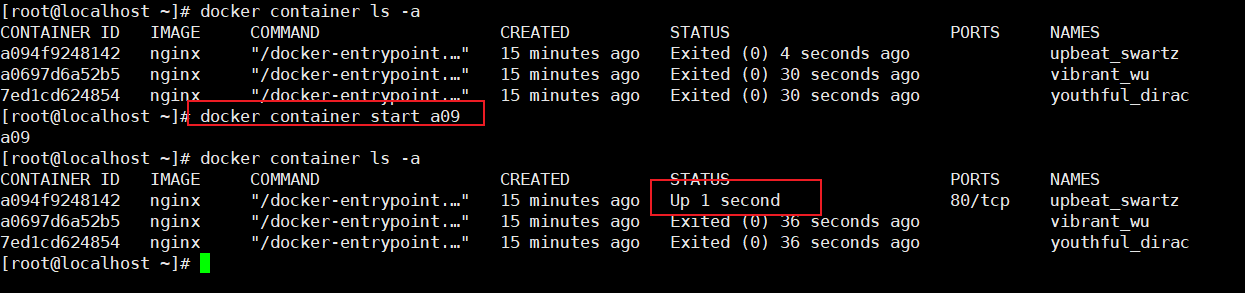 [root@localhost ~]# docker container ls -a
CONTAINER ID   IMAGE     COMMAND                  CREATED          STATUS                      PORTS     NAMES
a094f9248142   nginx     "/docker-entrypoint.…"   15 minutes ago   Exited (0) 4 seconds ago              upbeat_swartz
a0697d6a52b5   nginx     "/docker-entrypoint.…"   15 minutes ago   Exited (0) 30 seconds ago             vibrant_wu
7ed1cd624854   nginx     "/docker-entrypoint.…"   15 minutes ago   Exited (0) 30 seconds ago             youthful_dirac
[root@localhost ~]# docker container start a09
a09
[root@localhost ~]# docker container ls -a
CONTAINER ID   IMAGE     COMMAND                  CREATED          STATUS                      PORTS     NAMES
a094f9248142   nginx     "/docker-entrypoint.…"   15 minutes ago   Up 1 second                 80/tcp    upbeat_swartz
a0697d6a52b5   nginx     "/docker-entrypoint.…"   15 minutes ago   Exited (0) 36 seconds ago             vibrant_wu
7ed1cd624854   nginx     "/docker-entrypoint.…"   15 minutes ago   Exited (0) 36 seconds ago             youthful_dirac
[root@localhost ~]#